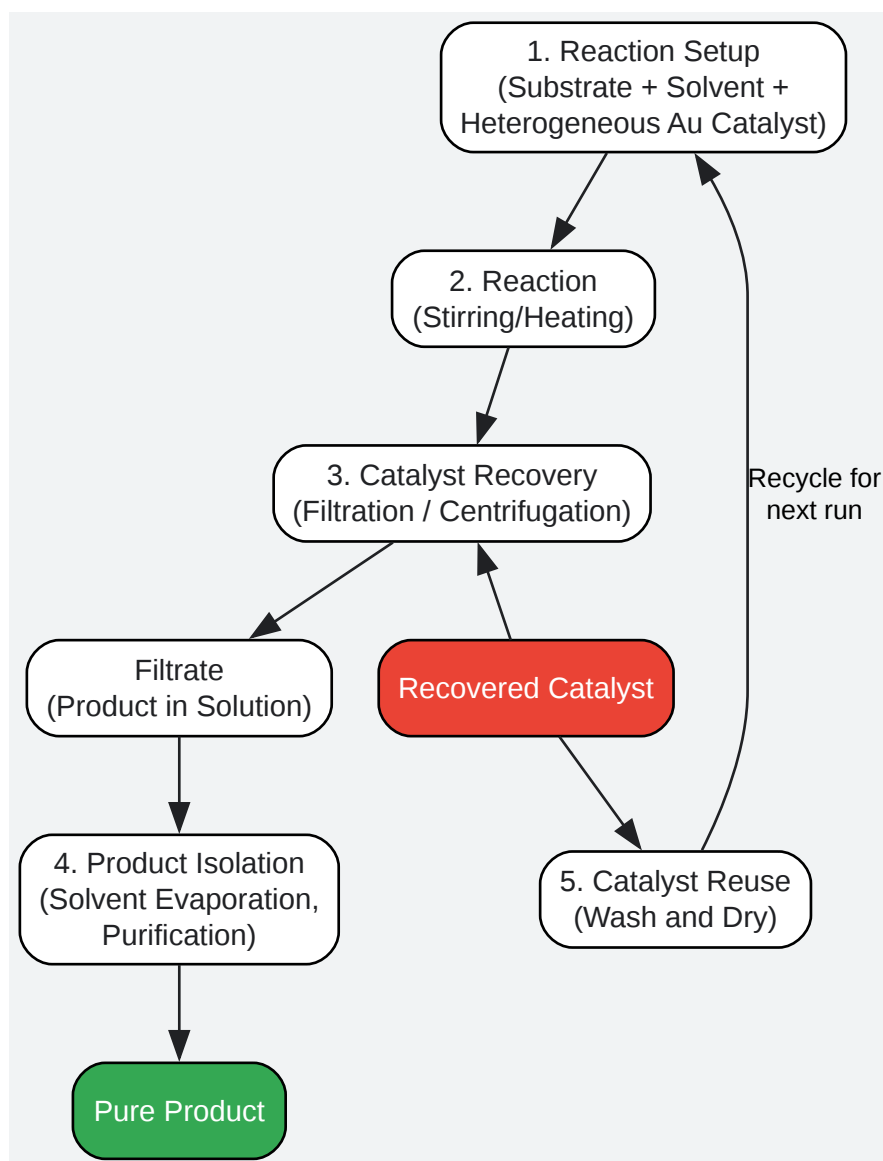 1. Reaction Setup
(Substrate + Solvent +
Heterogeneous Au Catalyst)
2. Reaction
(Stirring/Heating)
3. Catalyst Recovery
(Filtration / Centrifugation)
Recycle for
next run
Filtrate
(Product in Solution)
Recovered Catalyst
4. Product Isolation
(Solvent Evaporation,
Purification)
5. Catalyst Reuse
(Wash and Dry)
Pure Product